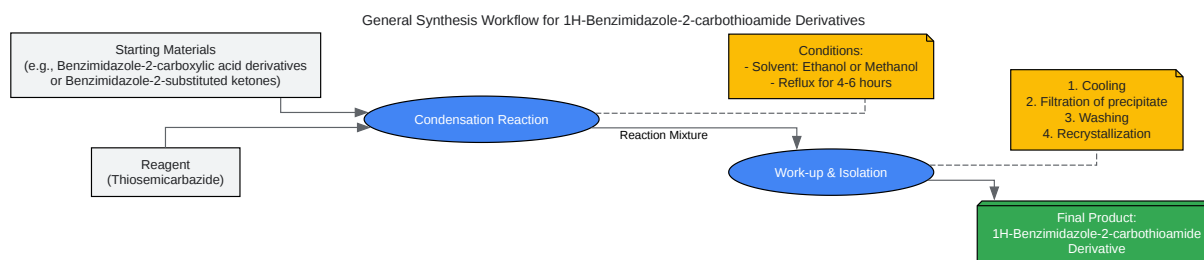 General Synthesis Workflow for 1H-Benzimidazole-2-carbothioamide Derivatives
Starting Materials
(e.g., Benzimidazole-2-carboxylic acid derivatives
or Benzimidazole-2-substituted ketones)
Conditions:
- Solvent: Ethanol or Methanol
- Reflux for 4-6 hours
1. Cooling
2. Filtration of precipitate
3. Washing
4. Recrystallization
Condensation Reaction
Reaction Mixture
Reagent
(Thiosemicarbazide)
Work-up & Isolation
Final Product:
1H-Benzimidazole-2-carbothioamide
Derivative